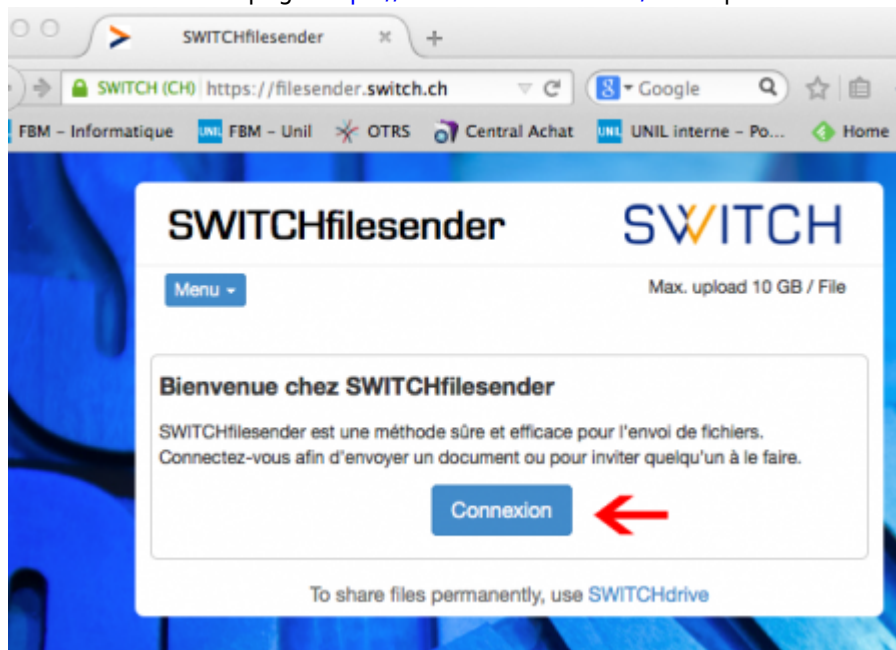 SWITCHfilesender
SWITCH (CH) https://filesender.switch.ch Google
FBM – Informatique FBM – Unil OTRS Central Achat UNIL interne – Po... Home
SWITCHfilesender SWITCH
Menu Max. upload 10 GB / File
Bienvenue chez SWITCHfilesender
SWITCHfilesender est une méthode sûre et efficace pour l'envoi de fichiers.
Connectez-vous afin d'envoyer un document ou pour inviter quelqu'un à le faire.
Connexion
To share files permanently, use SWITCHdrive